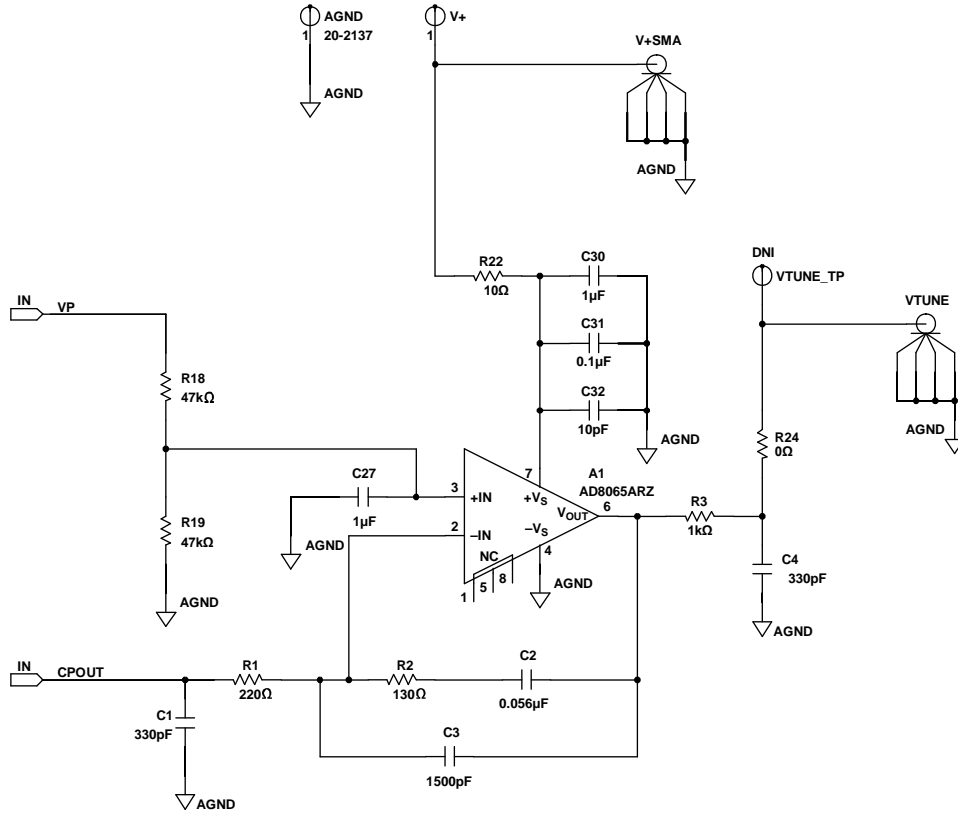 AGND
1 20-2137
AGND
V+
1
V+SMA
AGND
R22
10Ω
C30
1µF
C31
0.1µF
C32
10pF
AGND
DNI
VTUNE_TP
VTUNE
AGND
R24
0Ω
IN VP
R18
47kΩ
R19
47kΩ
AGND
C27
1µF
AGND
3 +IN
2 –IN
7
+VS
A1
AD8065ARZ
VOUT 6
–VS
4
NC
1 5 8
AGND
R3
1kΩ
C4
330pF
AGND
IN CPOUT
C1
330pF
AGND
R1
220Ω
R2
130Ω
C2
0.056µF
C3
1500pF